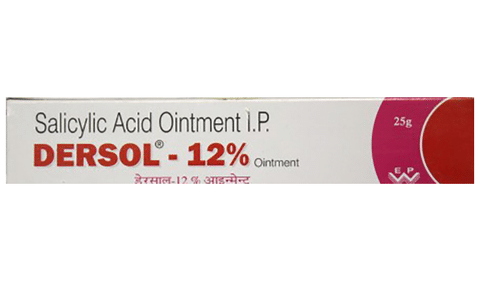 Salicylic Acid Ointment I.P.
DERSOL® - 12% Ointment
डेरसाल-12 % आइन्मेन्ट
25g
E P
W